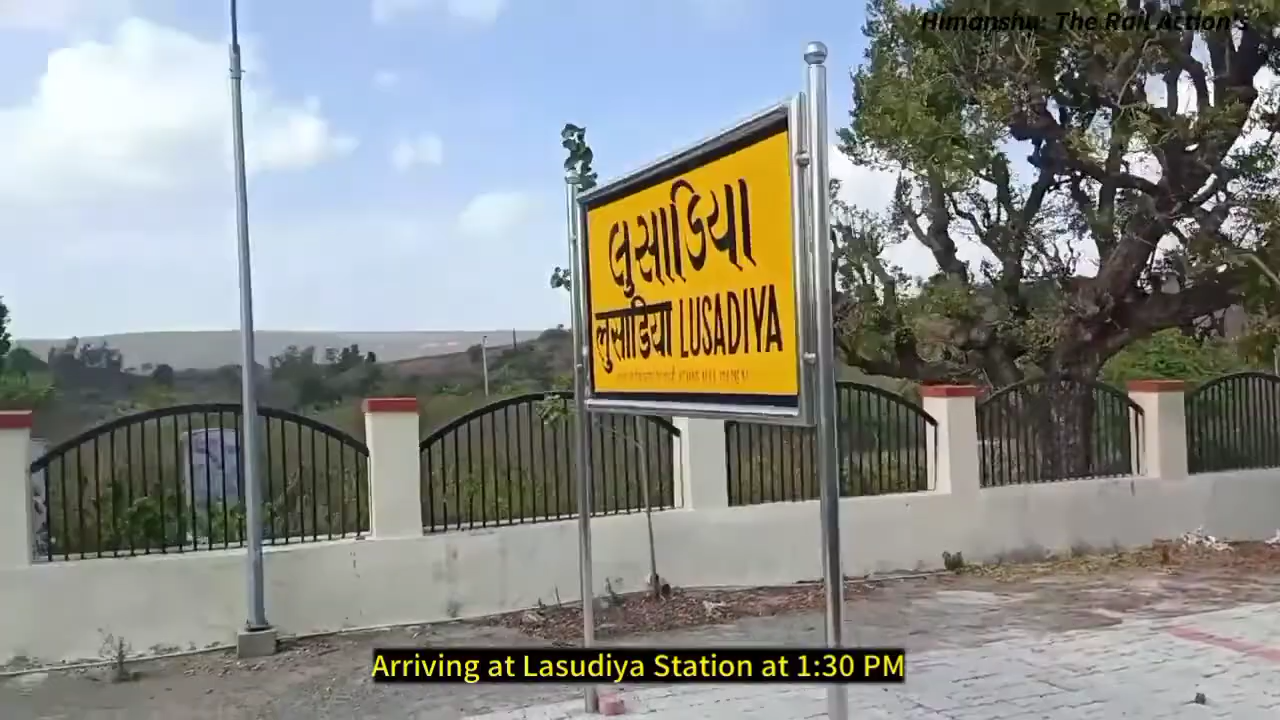 Himanshu: The Rail Action's
લુસાડિયા
लुसाडिया LUSADIYA
Arriving at Lasudiya Station at 1:30 PM